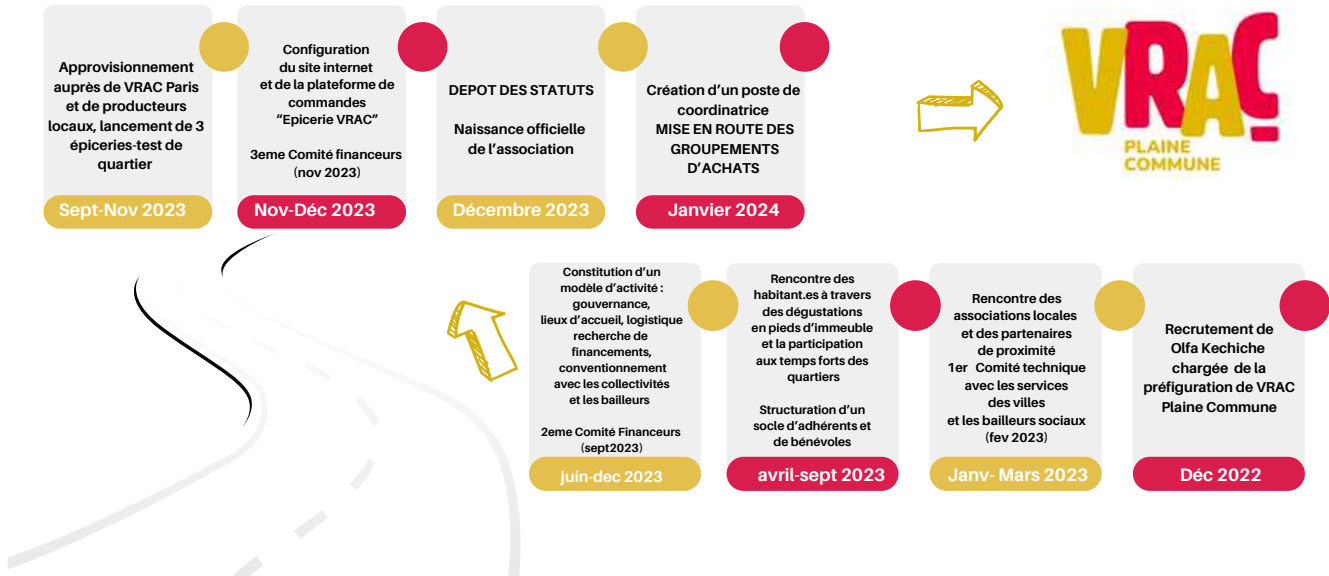 Approvisionnement
auprès de VRAC Paris
et de producteurs
locaux, lancement de 3
épiceries-test de
quartier
Sept-Nov 2023
Configuration
du site internet
et de la plateforme de
commandes
“Epicerie VRAC”
3eme Comité financeurs
(nov 2023)
Nov-Déc 2023
DEPOT DES STATUTS
Naissance officielle
de l’association
Décembre 2023
Création d’un poste de
coordinatrice
MISE EN ROUTE DES
GROUPEMENTS
D’ACHATS
Janvier 2024
VRAC
PLAINE
COMMUNE
Constitution d’un
modèle d’activité :
gouvernance,
lieux d’accueil, logistique
recherche de
financements,
conventionnement
avec les collectivités
et les bailleurs
2eme Comité Financeurs
(sept2023)
juin-dec 2023
Rencontre des
habitant.es à travers
des dégustations
en pieds d’immeuble
et la participation
aux temps forts des
quartiers
Structuration d’un
socle d’adhérents et
de bénévoles
avril-sept 2023
Rencontre des
associations locales
et des partenaires
de proximité
1er Comité technique
avec les services
des villes
et les bailleurs sociaux
(fev 2023)
Janv- Mars 2023
Recrutement de
Olfa Kechiche
chargée de la
préfiguration de VRAC
Plaine Commune
Déc 2022